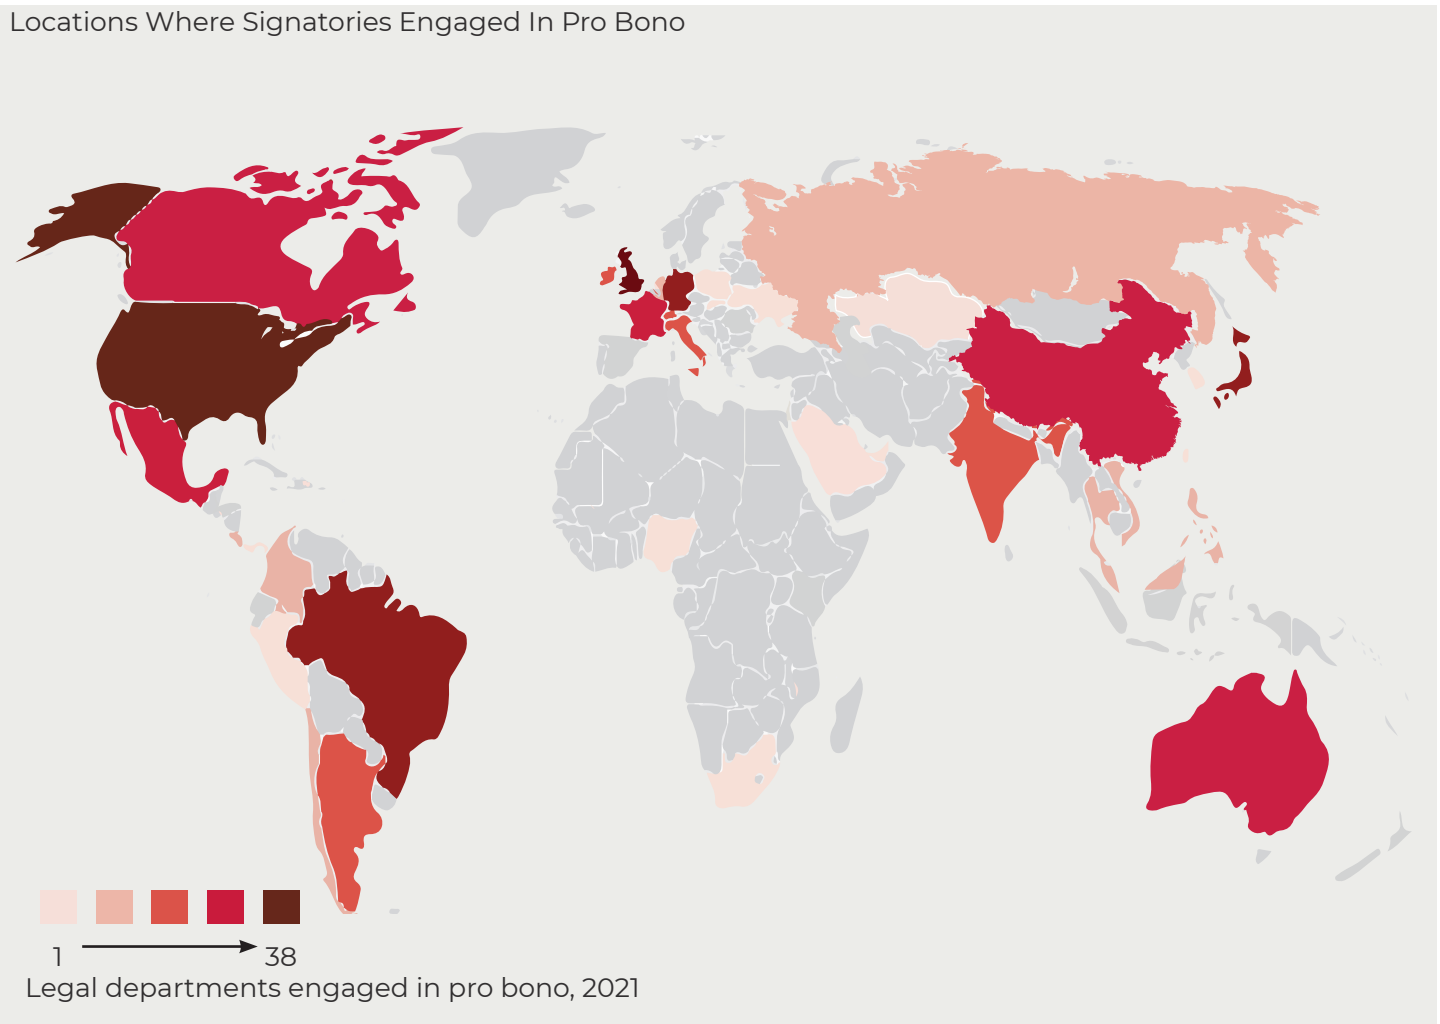 Locations Where Signatories Engaged In Pro Bono
1 38
Legal departments engaged in pro bono, 2021